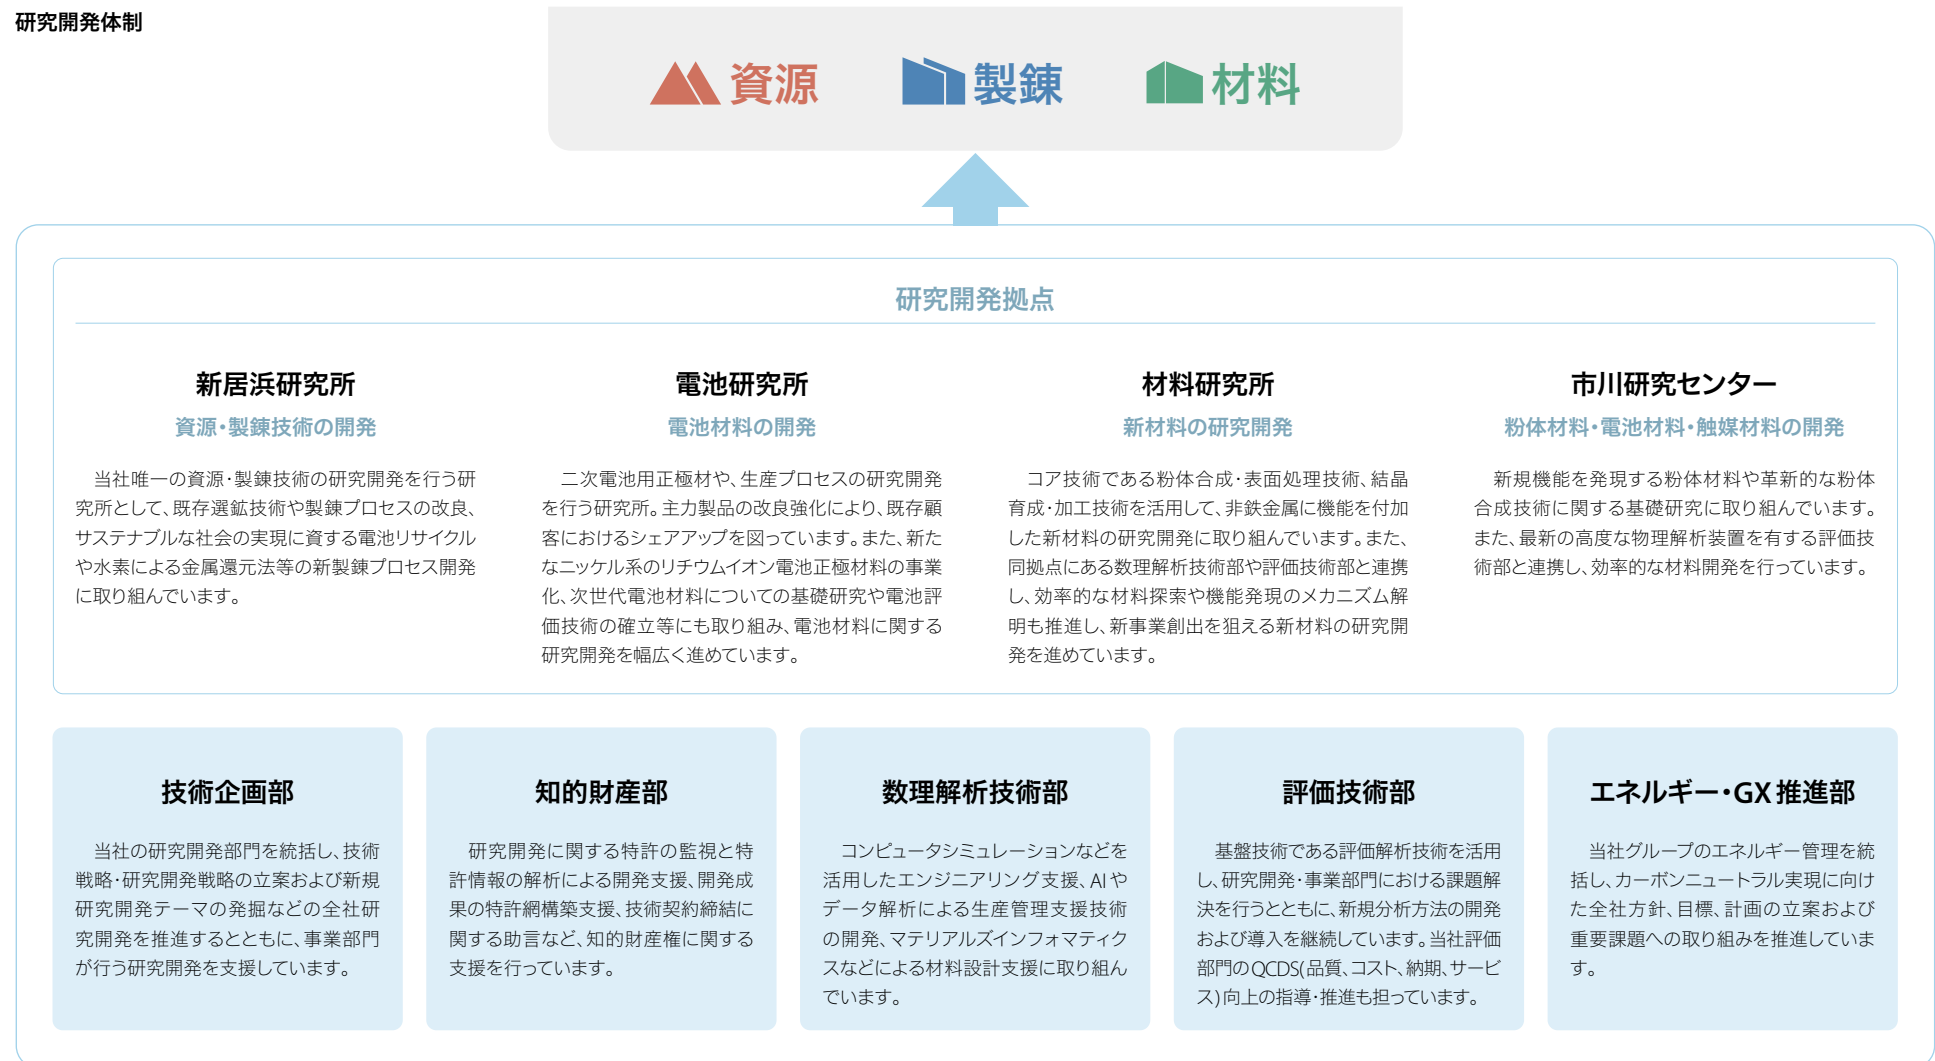 研究開発体制
資源
製錬
材料
研究開発拠点
新居浜研究所
資源・製錬技術の開発
当社唯一の資源・製錬技術の研究開発を行う研
究所として、既存選鉱技術や製錬プロセスの改良、
サステナブルな社会の実現に資する電池リサイクル
や水素による金属還元法等の新製錬プロセス開発
に取り組んでいます。
電池研究所
電池材料の開発
二次電池用正極材や、生産プロセスの研究開発
を行う研究所。主力製品の改良強化により、既存顧
客におけるシェアアップを図っています。また、新た
なニッケル系のリチウムイオン電池正極材料の事業
化、次世代電池材料についての基礎研究や電池評
価技術の確立等にも取り組み、電池材料に関する
研究開発を幅広く進めています。
材料研究所
新材料の研究開発
コア技術である粉体合成・表面処理技術、結晶
育成・加工技術を活用して、非鉄金属に機能を付加
した新材料の研究開発に取り組んでいます。また、
同拠点にある数理解析技術部や評価技術部と連携
し、効率的な材料探索や機能発現のメカニズム解
明も推進し、新事業創出を狙える新材料の研究開
発を進めています。
市川研究センター
粉体材料・電池材料・触媒材料の開発
新規機能を発現する粉体材料や革新的な粉体
合成技術に関する基礎研究に取り組んでいます。
また、最新の高度な物理解析装置を有する評価技
術部と連携し、効率的な材料開発を行っています。
技術企画部
当社の研究開発部門を統括し、技術
戦略・研究開発戦略の立案および新規
研究開発テーマの発掘などの全社研
究開発を推進するとともに、事業部門
が行う研究開発を支援しています。
知的財産部
研究開発に関する特許の監視と特
許情報の解析による開発支援、開発成
果の特許網構築支援、技術契約締結に
関する助言など、知的財産権に関する
支援を行っています。
数理解析技術部
コンピュータシミュレーションなどを
活用したエンジニアリング支援、AIや
データ解析による生産管理支援技術
の開発、マテリアルズインフォマティク
スなどによる材料設計支援に取り組ん
でいます。
評価技術部
基盤技術である評価解析技術を活用
し、研究開発・事業部門における課題解
決を行うとともに、新規分析方法の開発
および導入を継続しています。当社評価
部門のQCDS(品質、コスト、納期、サービ
ス)向上の指導・推進も担っています。
エネルギー・GX推進部
当社グループのエネルギー管理を統
括し、カーボンニュートラル実現に向け
た全社方針、目標、計画の立案および
重要課題への取り組みを推進していま
す。